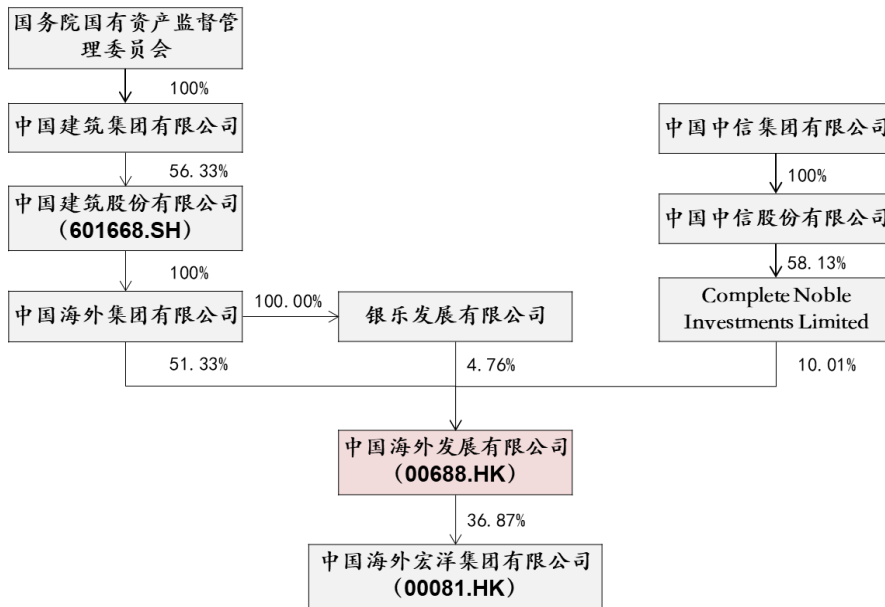 国务院国有资产监督管
理委员会
100%
中国建筑集团有限公司
中国中信集团有限公司
56.33%
100%
中国建筑股份有限公司
（601668.SH）
中国中信股份有限公司
100%
58.13%
中国海外集团有限公司
100.00%
银乐发展有限公司
Complete Noble
Investments Limited
51.33%
4.76%
10.01%
中国海外发展有限公司
（00688.HK）
36.87%
中国海外宏洋集团有限公司
（00081.HK）